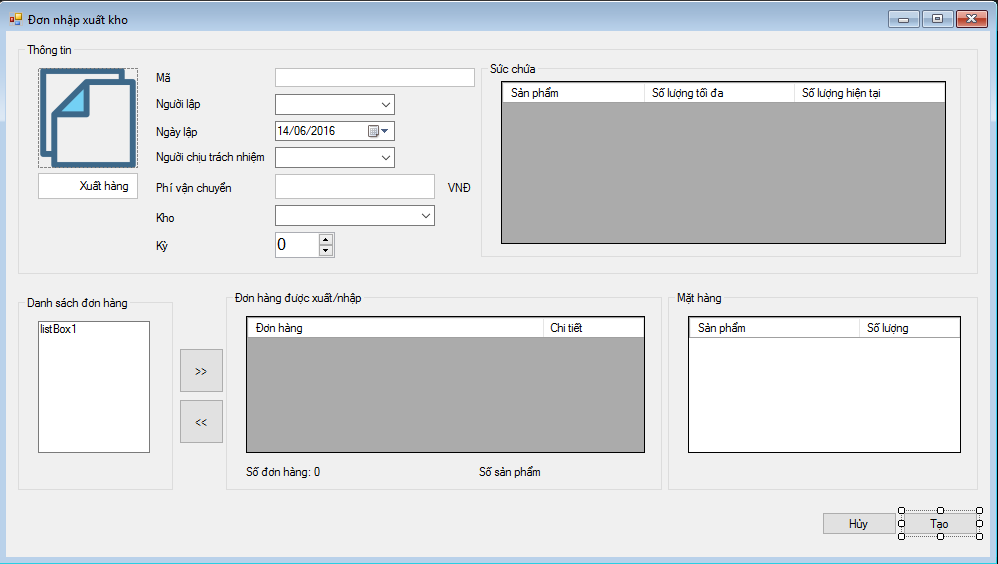 Đơn nhập xuất kho
Thông tin
Xuất hàng
Mã
Người lập
Ngày lập
14/06/2016
Người chịu trách nhiệm
Phí vận chuyển
VNĐ
Kho
Kỳ
0
Sức chứa
Sản phẩm Số lượng tối đa Số lượng hiện tại
Danh sách đơn hàng
listBox1
>>
<<
Đơn hàng được xuất/nhập
Đơn hàng Chi tiết
Số đơn hàng: 0 Số sản phẩm
Mặt hàng
Sản phẩm Số lượng
Hủy Tạo